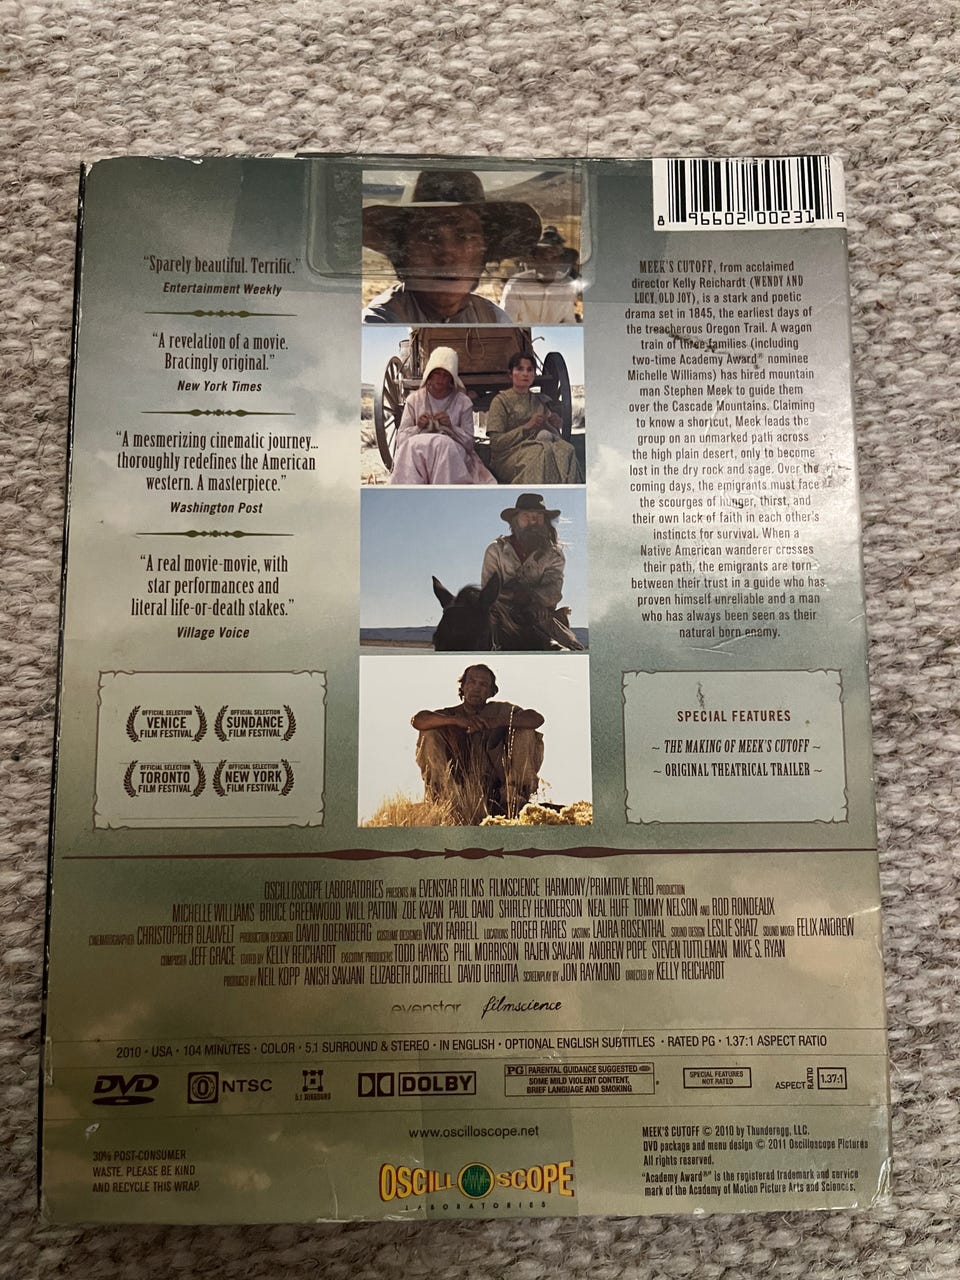 8 96602 00231 9
"Sparely beautiful. Terrific."
Entertainment Weekly
"A revelation of a movie.
Bracingly original."
New York Times
"A mesmerizing cinematic journey...
thoroughly redefines the American
western. A masterpiece."
Washington Post
"A real movie-movie, with
star performances and
literal life-or-death stakes."
Village Voice
MEEK'S CUTOFF, from acclaimed
director Kelly Reichardt (WENDY AND
LUCY, OLD JOY), is a stark and poetic
drama set in 1845, the earliest days of
the treacherous Oregon Trail. A wagon
train of three families (including
two-time Academy Award® nominee
Michelle Williams) has hired mountain
man Stephen Meek to guide them
over the Cascade Mountains. Claiming
to know a shortcut, Meek leads the
group on an unmarked path across
the high plain desert, only to become
lost in the dry rock and sage. Over the
coming days, the emigrants must face
the scourges of hunger, thirst, and
their own lack of faith in each other's
instincts for survival. When a
Native American wanderer crosses
their path, the emigrants are torn
between their trust in a guide who has
proven himself unreliable and a man
who has always been seen as their
natural born enemy.
OFFICIAL SELECTION
VENICE
FILM FESTIVAL
OFFICIAL SELECTION
SUNDANCE
FILM FESTIVAL
OFFICIAL SELECTION
TORONTO
FILM FESTIVAL
OFFICIAL SELECTION
NEW YORK
FILM FESTIVAL
SPECIAL FEATURES
~ THE MAKING OF MEEK'S CUTOFF ~
~ ORIGINAL THEATRICAL TRAILER ~
OSCILLOSCOPE LABORATORIES PRESENTS AN EVENSTAR FILMS FILMSCIENCE HARMONY/PRIMITIVE NERD PRODUCTION
MICHELLE WILLIAMS BRUCE GREENWOOD WILL PATTON ZOE KAZAN PAUL DANO SHIRLEY HENDERSON NEAL HUFF TOMMY NELSON AND ROD RONDEAUX
CINEMATOGRAPHER CHRISTOPHER BLAUVELT PRODUCTION DESIGNER DAVID DOERNBERG COSTUME DESIGNER VICKI FARRELL LOCATIONS ROGER FAIRES CASTING LAURA ROSENTHAL SOUND DESIGN LESLIE SHATZ SOUND MIXER FELIX ANDREW
COMPOSER JEFF GRACE EDITED BY KELLY REICHARDT EXECUTIVE PRODUCERS TODD HAYNES PHIL MORRISON RAJEN SAVJANI ANDREW POPE STEVEN TUTTLEMAN MIKE S. RYAN
PRODUCED BY NEIL KOPP ANISH SAVJANI ELIZABETH CUTHRELL DAVID URRUTIA SCREENPLAY BY JON RAYMOND DIRECTED BY KELLY REICHARDT
evenstar filmscience
2010 • USA • 104 MINUTES • COLOR • 5.1 SURROUND & STEREO • IN ENGLISH • OPTIONAL ENGLISH SUBTITLES • RATED PG • 1.37:1 ASPECT RATIO
DVD
0 NTSC
5.1 SURROUND
DOLBY
PG PARENTAL GUIDANCE SUGGESTED
SOME MILD VIOLENT CONTENT,
BRIEF LANGUAGE AND SMOKING
SPECIAL FEATURES
NOT RATED
ASPECT RATIO 1.37:1
30% POST-CONSUMER
WASTE. PLEASE BE KIND
AND RECYCLE THIS WRAP.
www.oscilloscope.net
OSCILLOSCOPE
LABORATORIES
MEEK'S CUTOFF © 2010 by Thunderegg, LLC.
DVD package and menu design © 2011 Oscilloscope Pictures
All rights reserved.
"Academy Award®" is the registered trademark and service
mark of the Academy of Motion Picture Arts and Sciences.